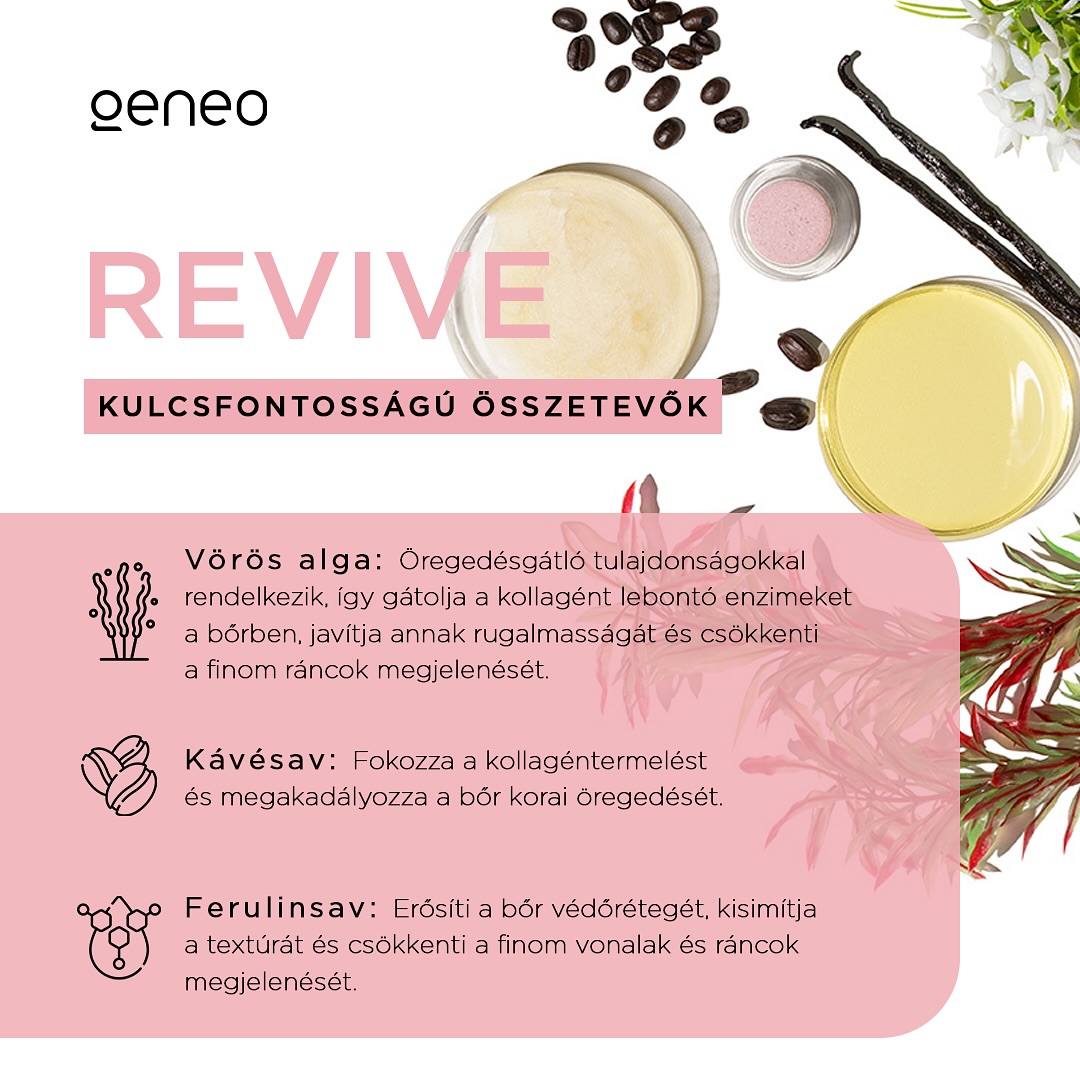 geneo
REVIVE
KULCSFONTOSSÁGÚ ÖSSZETEVŐK
Vörös alga: Öregedésgátló tulajdonságokkal
rendelkezik, így gátolja a kollagént lebontó enzimeket
a bőrben, javítja annak rugalmasságát és csökkenti
a finom ráncok megjelenését.
Kávésav: Fokozza a kollagéntermelést
és megakadályozza a bőr korai öregedését.
Ferulinsav: Erősíti a bőr védőrétegét, kisimítja
a textúrát és csökkenti a finom vonalak és ráncok
megjelenését.